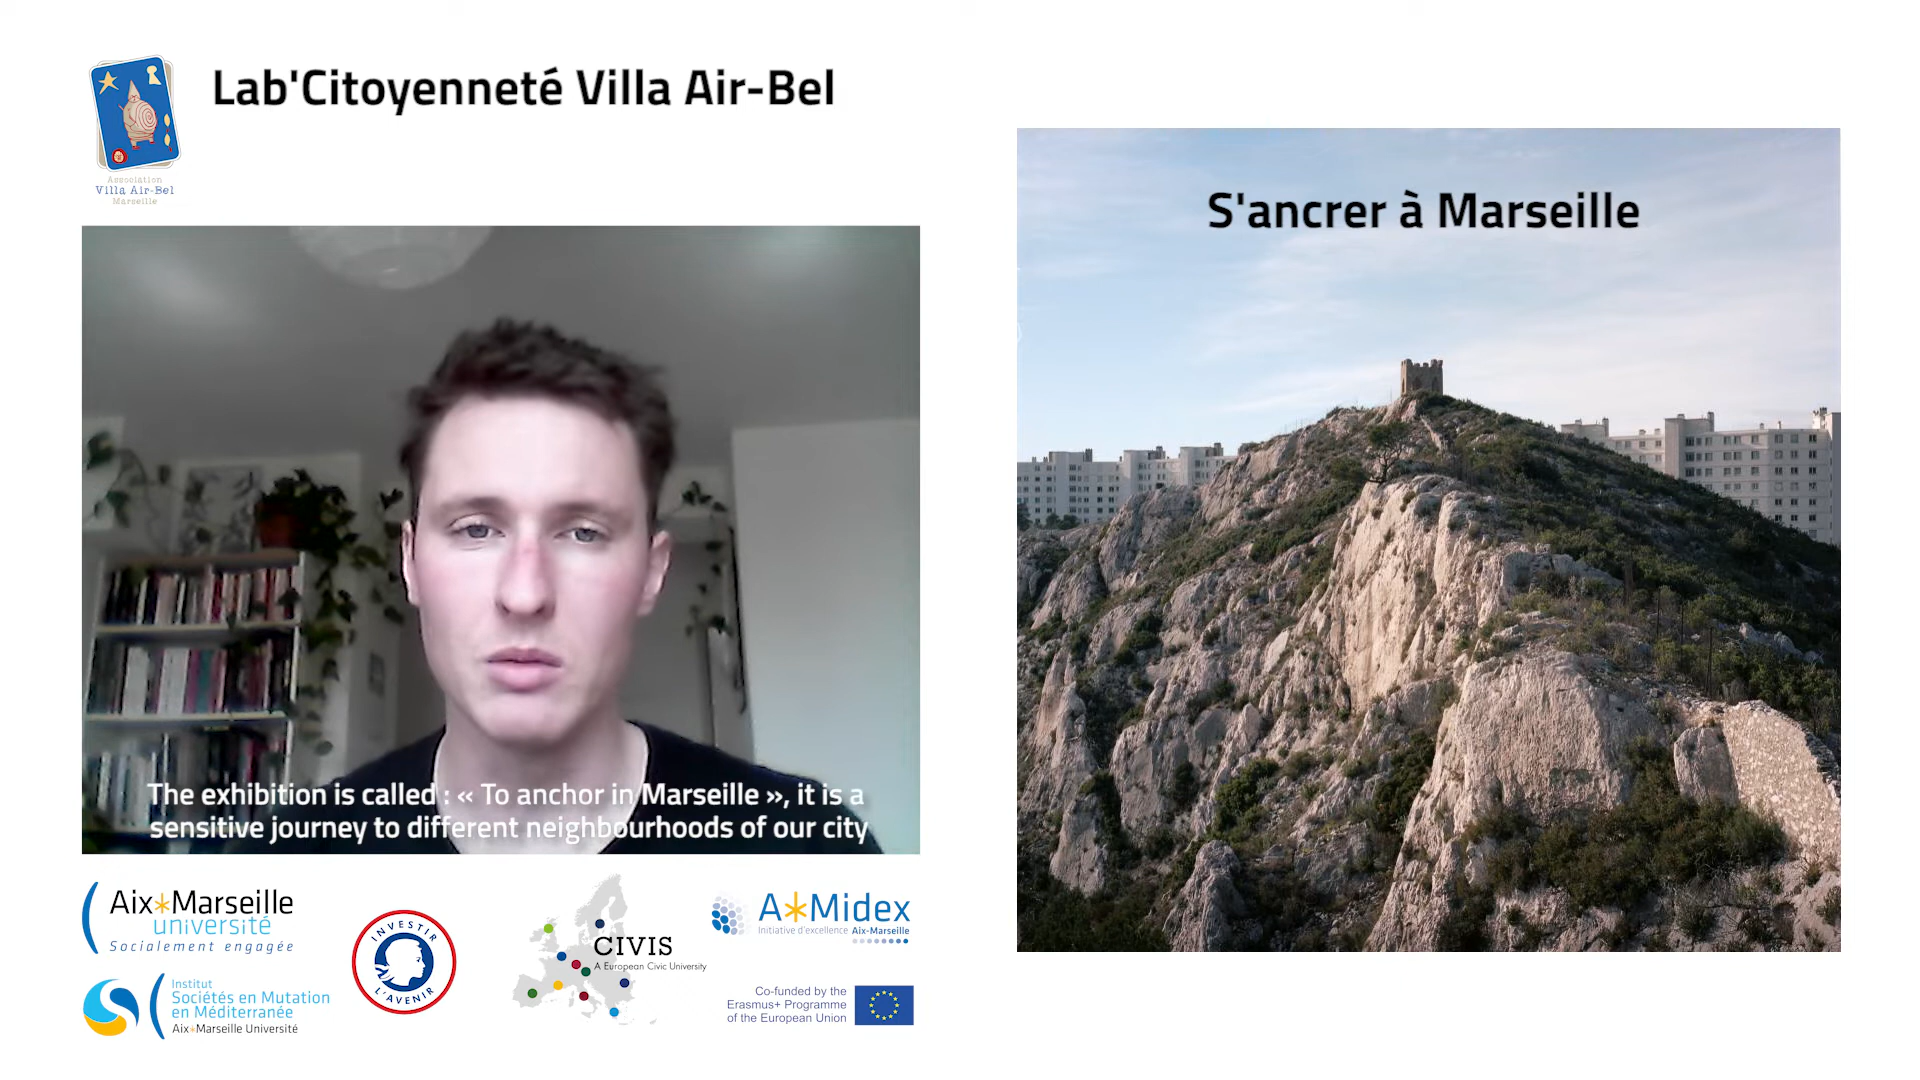 Lab'Citoyenneté Villa Air-Bel
Association
Villa Air-Bel
Marseille
S'ancrer à Marseille
The exhibition is called : « To anchor in Marseille », it is a
sensitive journey to different neighbourhoods of our city
Aix*Marseille
université
Socialement engagée
Institut
Sociétés en Mutation
en Méditerranée
Aix*Marseille Université
INVESTIR
L'AVENIR
CIVIS
A European Civic University
A*Midex
Initiative d'excellence Aix-Marseille
Co-funded by the
Erasmus+ Programme
of the European Union